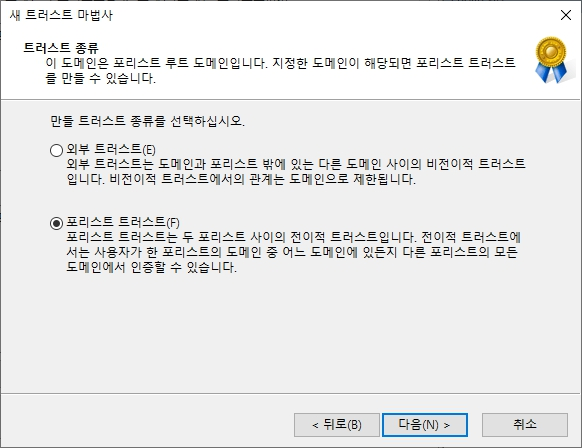 새 트러스트 마법사
트러스트 종류
이 도메인은 포리스트 루트 도메인입니다. 지정한 도메인이 해당되면 포리스트 트러스트
를 만들 수 있습니다.
만들 트러스트 종류를 선택하십시오.
외부 트러스트(E)
외부 트러스트는 도메인과 포리스트 밖에 있는 다른 도메인 사이의 비전이적 트러스트
입니다. 비전이적 트러스트에서의 관계는 도메인으로 제한됩니다.
포리스트 트러스트(F)
포리스트 트러스트는 두 포리스트 사이의 전이적 트러스트입니다. 전이적 트러스트에
서는 사용자가 한 포리스트의 도메인 중 어느 도메인에 있든지 다른 포리스트의 모든
도메인에서 인증할 수 있습니다.
< 뒤로(B) 다음(N) > 취소